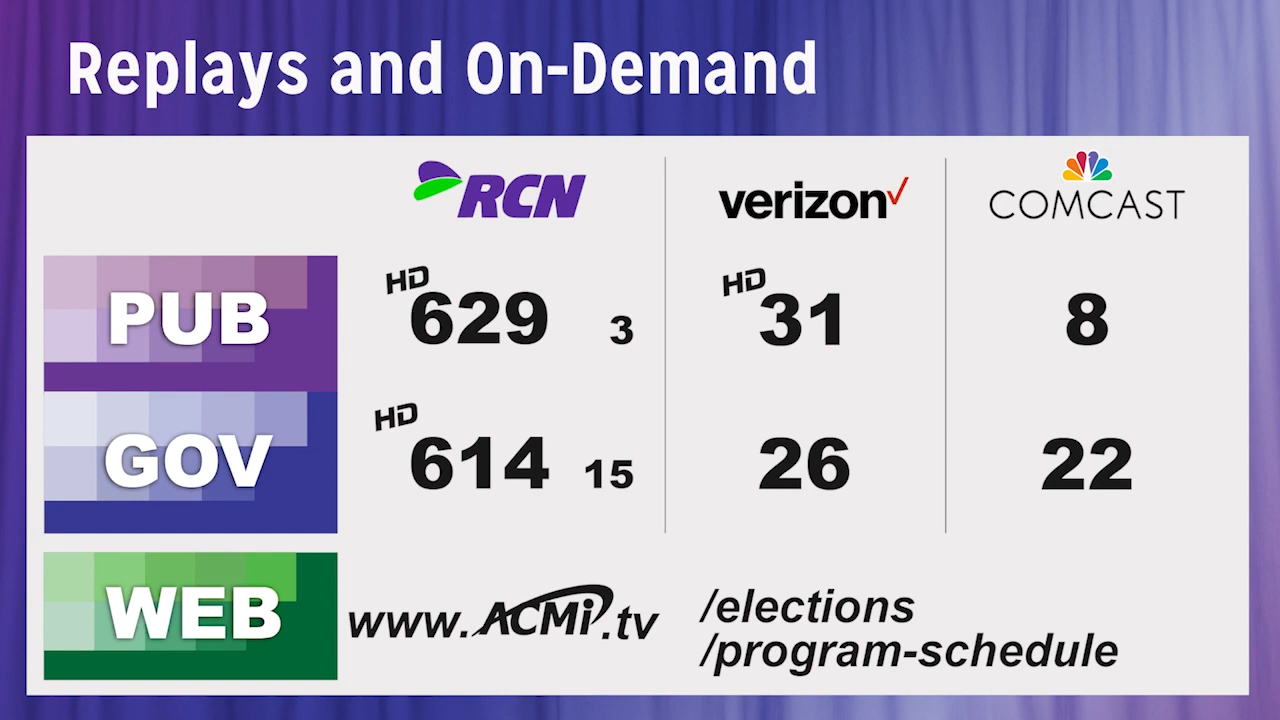 Replays and On-Demand
RCN verizon COMCAST
PUB HD 629 3 HD 31 8
GOV HD 614 15 26 22
WEB www.ACMi.tv /elections
/program-schedule